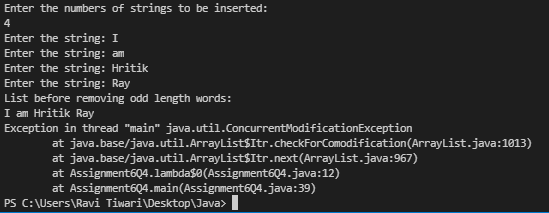 Enter the numbers of strings to be inserted:
4
Enter the string: I
Enter the string: am
Enter the string: Hritik
Enter the string: Ray
List before removing odd length words:
I am Hritik Ray
Exception in thread "main" java.util.ConcurrentModificationException
at java.base/java.util.ArrayList$Itr.checkForComodification(ArrayList.java:1013)
at java.base/java.util.ArrayList$Itr.next(ArrayList.java:967)
at Assignment6Q4.lambda$0(Assignment6Q4.java:12)
at Assignment6Q4.main(Assignment6Q4.java:39)
PS C:\Users\Ravi Tiwari\Desktop\Java>